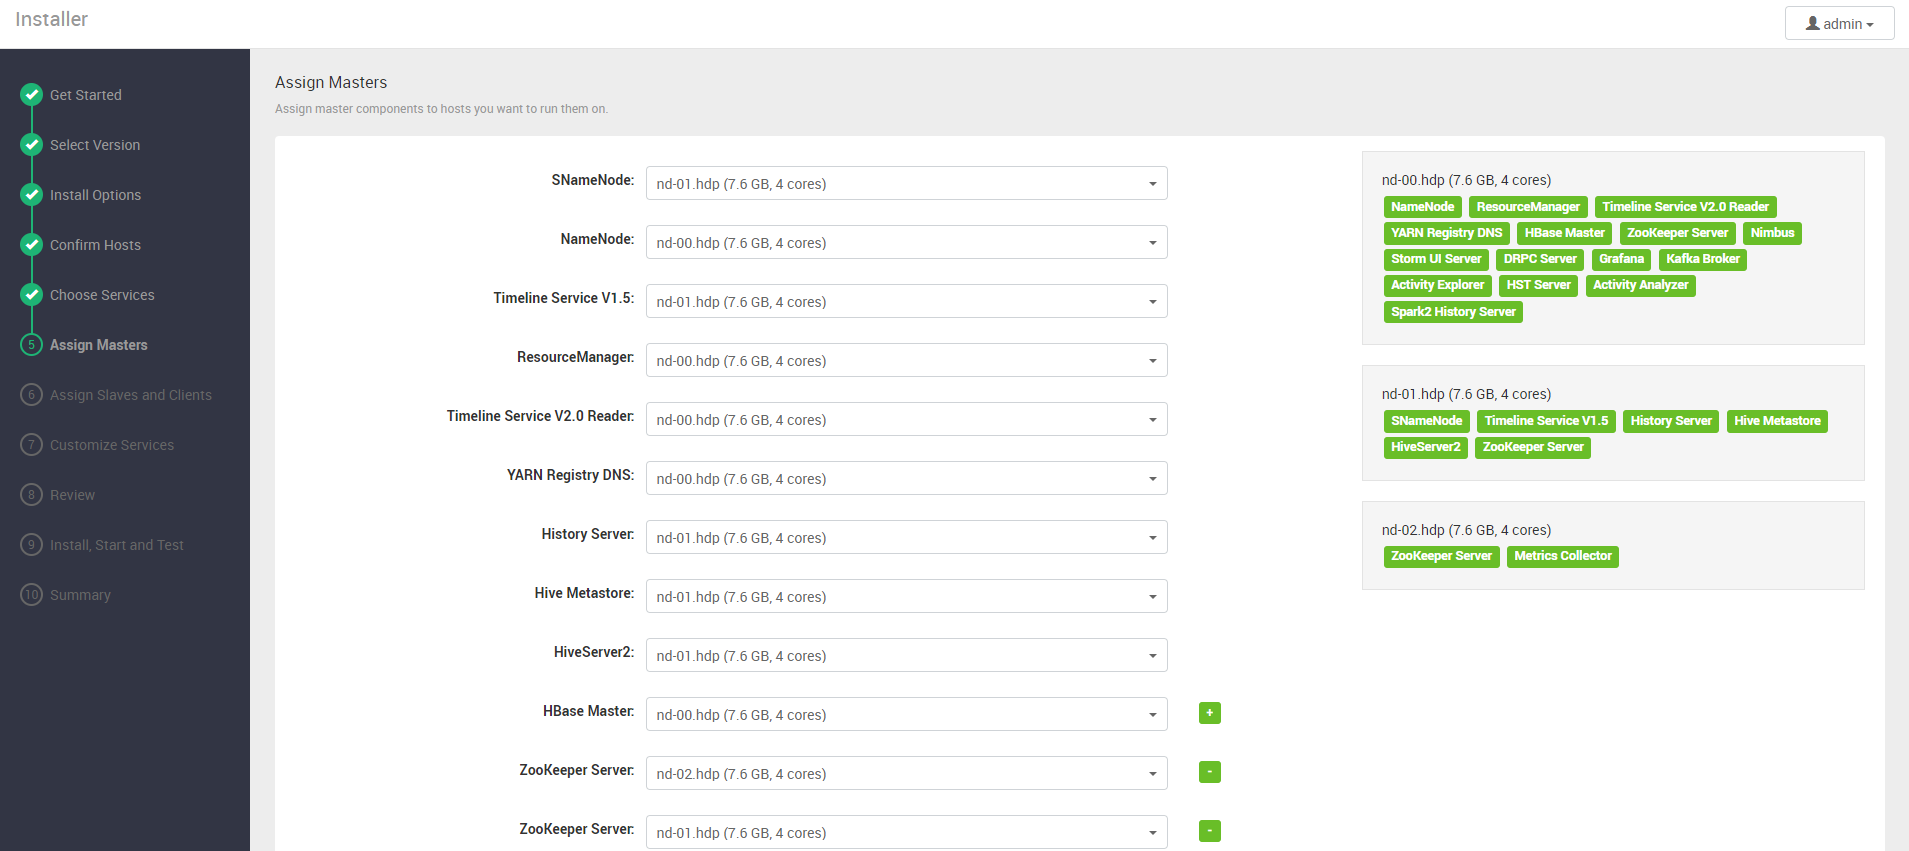 Installer
admin
Get Started
Select Version
Install Options
Confirm Hosts
Choose Services
5 Assign Masters
6 Assign Slaves and Clients
7 Customize Services
8 Review
9 Install, Start and Test
10 Summary
Assign Masters
Assign master components to hosts you want to run them on.
SNameNode: nd-01.hdp (7.6 GB, 4 cores)
NameNode: nd-00.hdp (7.6 GB, 4 cores)
Timeline Service V1.5: nd-01.hdp (7.6 GB, 4 cores)
ResourceManager: nd-00.hdp (7.6 GB, 4 cores)
Timeline Service V2.0 Reader: nd-00.hdp (7.6 GB, 4 cores)
YARN Registry DNS: nd-00.hdp (7.6 GB, 4 cores)
History Server: nd-01.hdp (7.6 GB, 4 cores)
Hive Metastore: nd-01.hdp (7.6 GB, 4 cores)
HiveServer2: nd-01.hdp (7.6 GB, 4 cores)
HBase Master: nd-00.hdp (7.6 GB, 4 cores) +
ZooKeeper Server: nd-02.hdp (7.6 GB, 4 cores) -
ZooKeeper Server: nd-01.hdp (7.6 GB, 4 cores) -
nd-00.hdp (7.6 GB, 4 cores)
NameNode ResourceManager Timeline Service V2.0 Reader
YARN Registry DNS HBase Master ZooKeeper Server Nimbus
Storm UI Server DRPC Server Grafana Kafka Broker
Activity Explorer HST Server Activity Analyzer
Spark2 History Server
nd-01.hdp (7.6 GB, 4 cores)
SNameNode Timeline Service V1.5 History Server Hive Metastore
HiveServer2 ZooKeeper Server
nd-02.hdp (7.6 GB, 4 cores)
ZooKeeper Server Metrics Collector